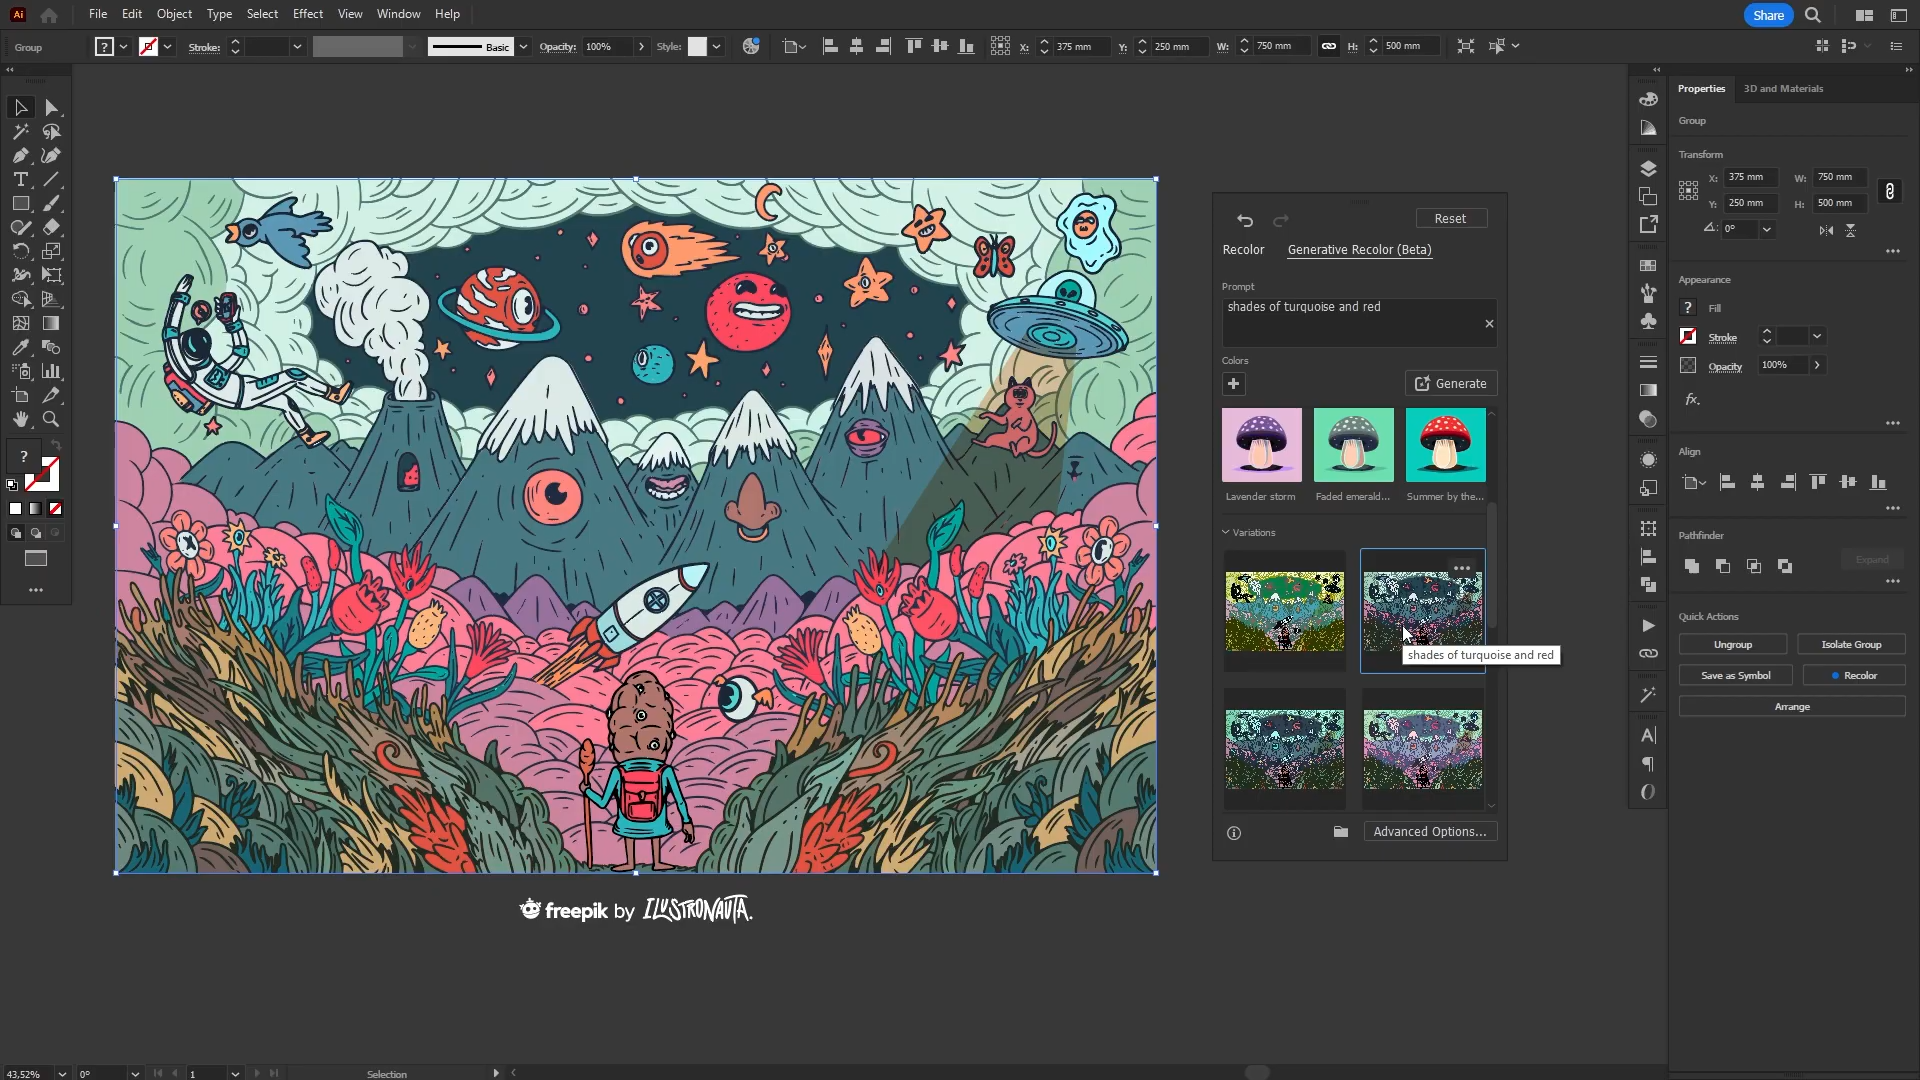 Ai File Edit Object Type Select Effect View Window Help Share
Group ? Stroke: Basic Opacity: 100% Style: X: 375 mm Y: 250 mm W: 750 mm H: 500 mm
Properties 3D and Materials
Group
Transform
X: 375 mm W: 750 mm
Y: 250 mm H: 500 mm
0°
Appearance
? Fill
Stroke
Opacity 100%
fx.
Align
Pathfinder
Expand
Quick Actions
Ungroup Isolate Group
Save as Symbol Recolor
Arrange
Reset
Recolor Generative Recolor (Beta)
Prompt
shades of turquoise and red
Colors
Generate
Lavender storm Faded emerald... Summer by the...
Variations
shades of turquoise and red
Advanced Options...
freepik by ILUSTRONAUTA.
43,52% 0° 1 Selection